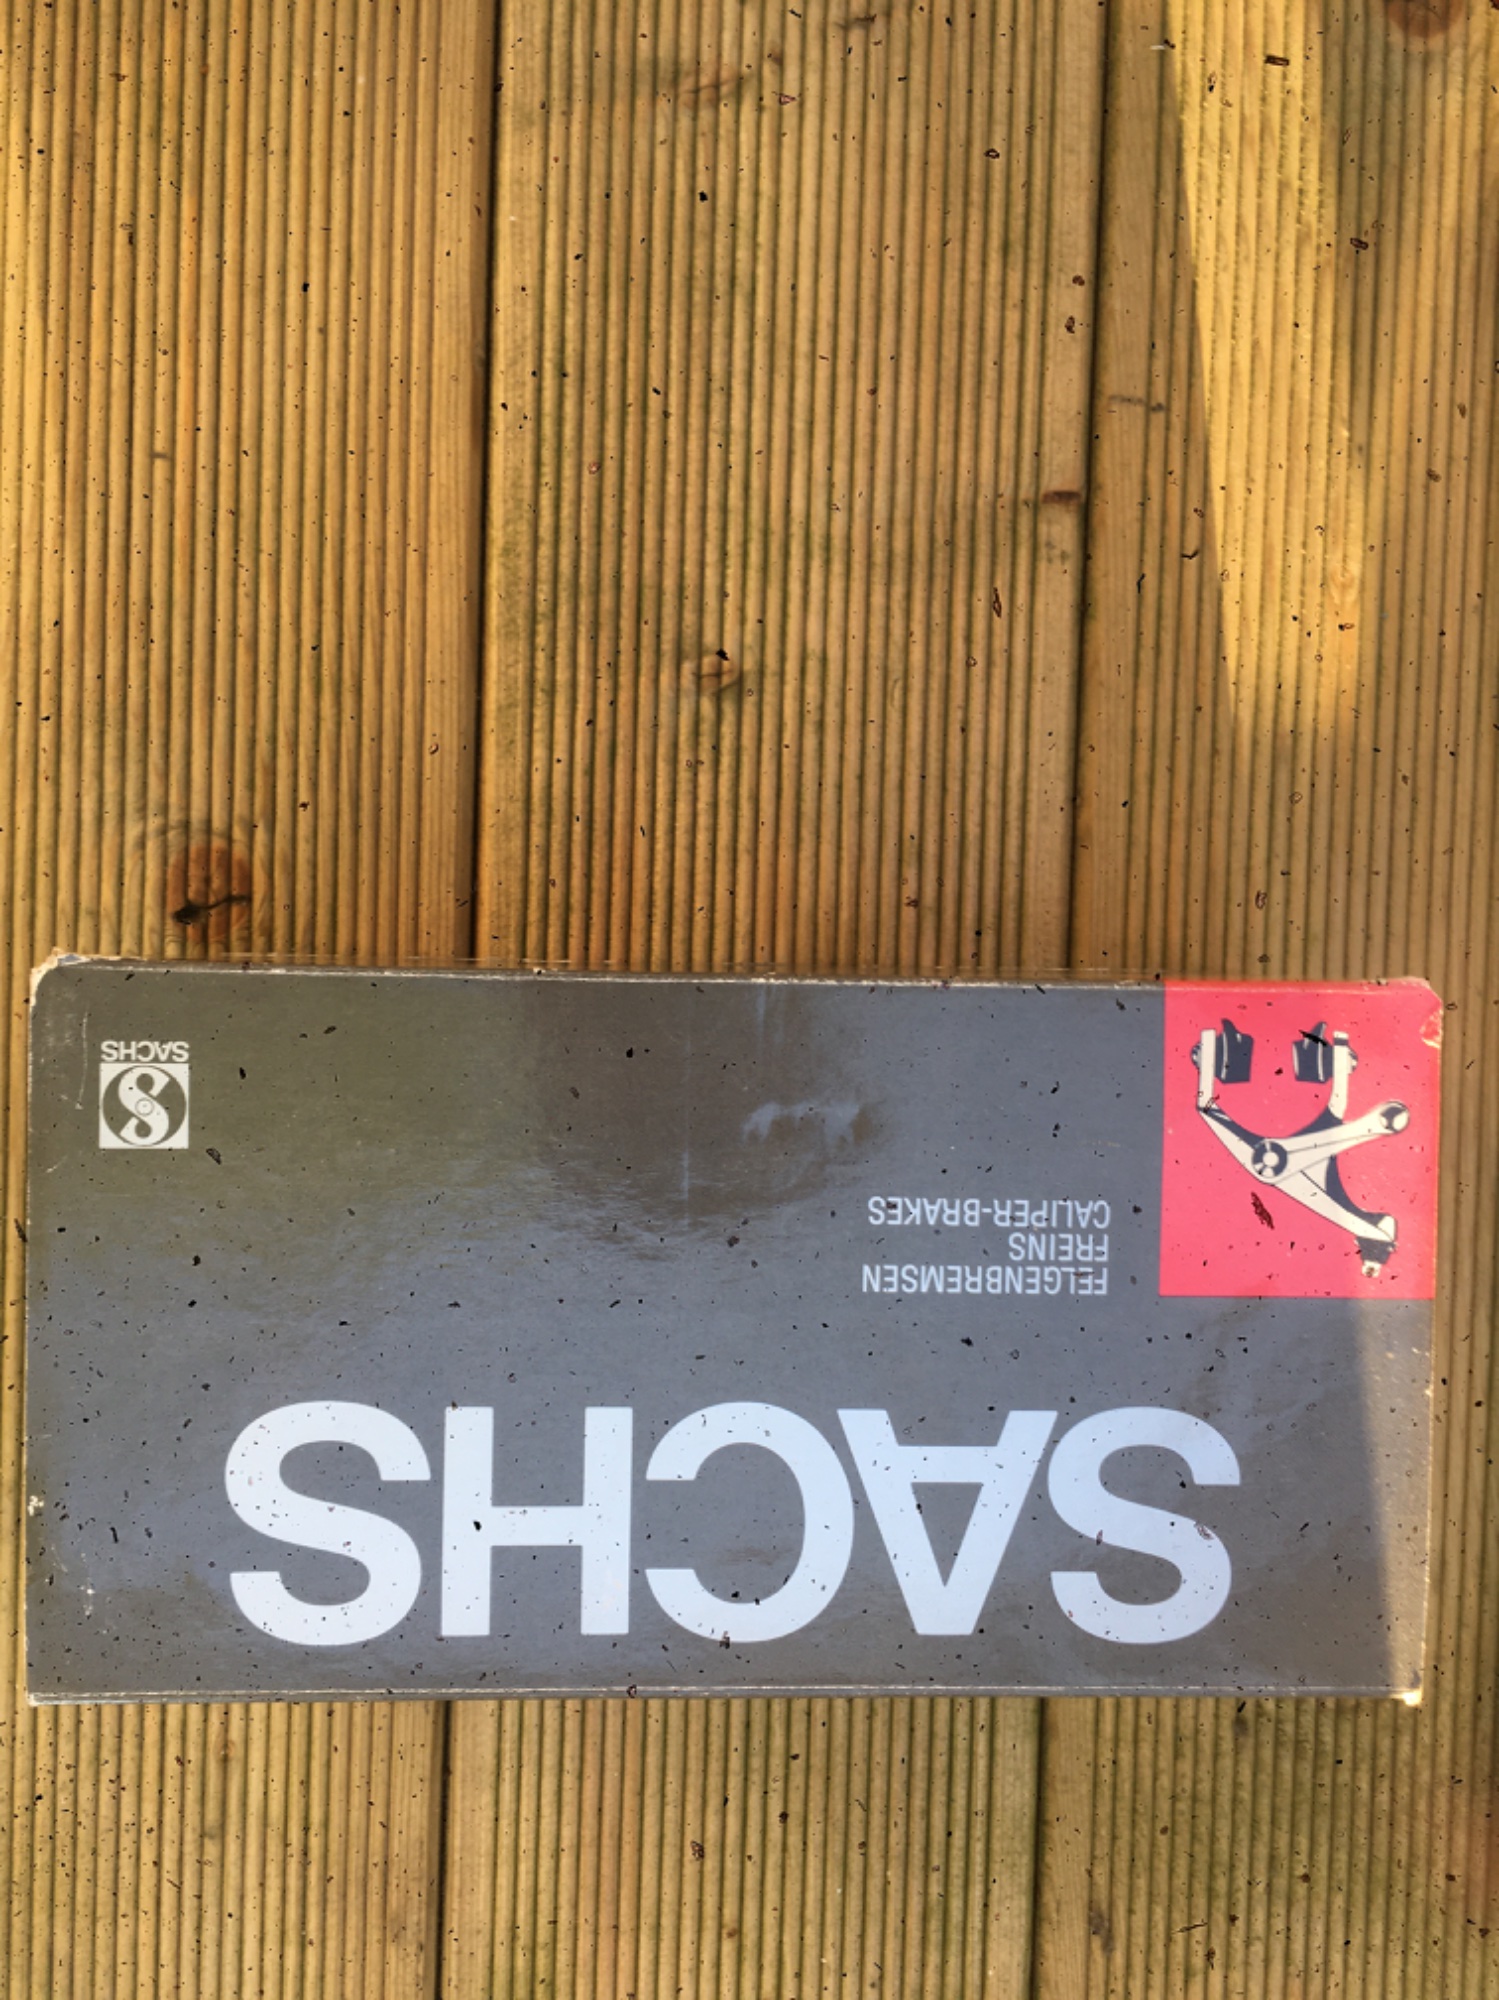 SACHS
FELGENBREMSEN
FREINS
CALIPER-BRAKES
SACHS